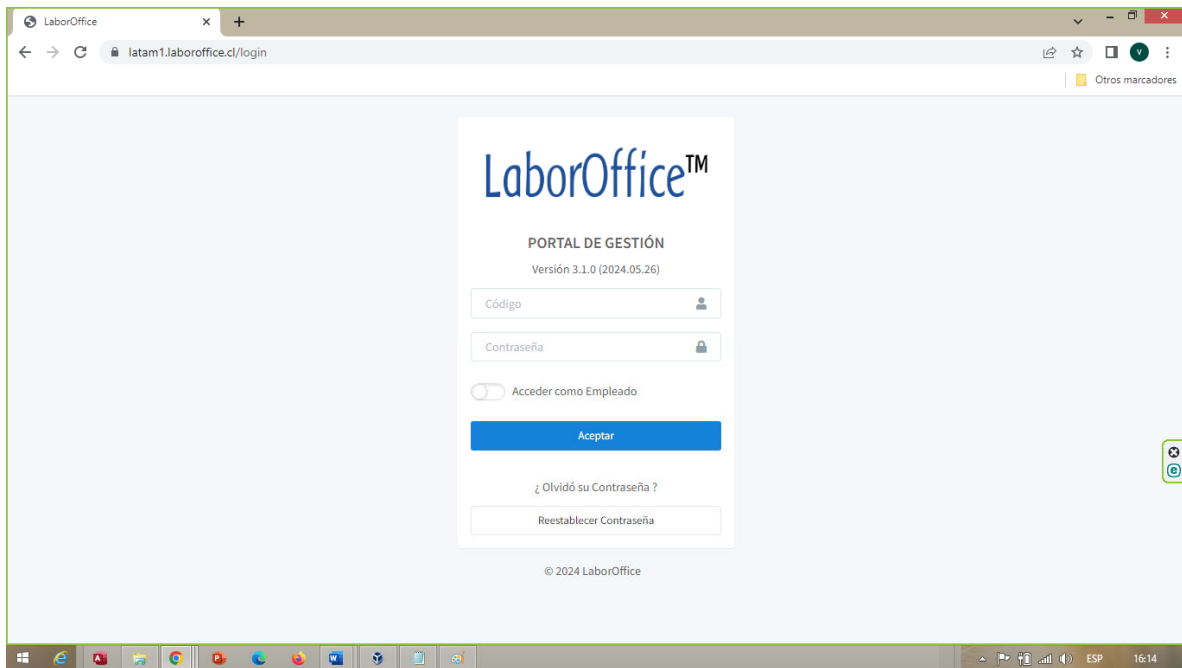 LaborOffice
latam1.laboroffice.cl/login
V
Otros marcadores
LaborOffice™
PORTAL DE GESTIÓN
Versión 3.1.0 (2024.05.26)
Código
Contraseña
Acceder como Empleado
Aceptar
¿ Olvidó su Contraseña ?
Reestablecer Contraseña
© 2024 LaborOffice
ESP
16:14